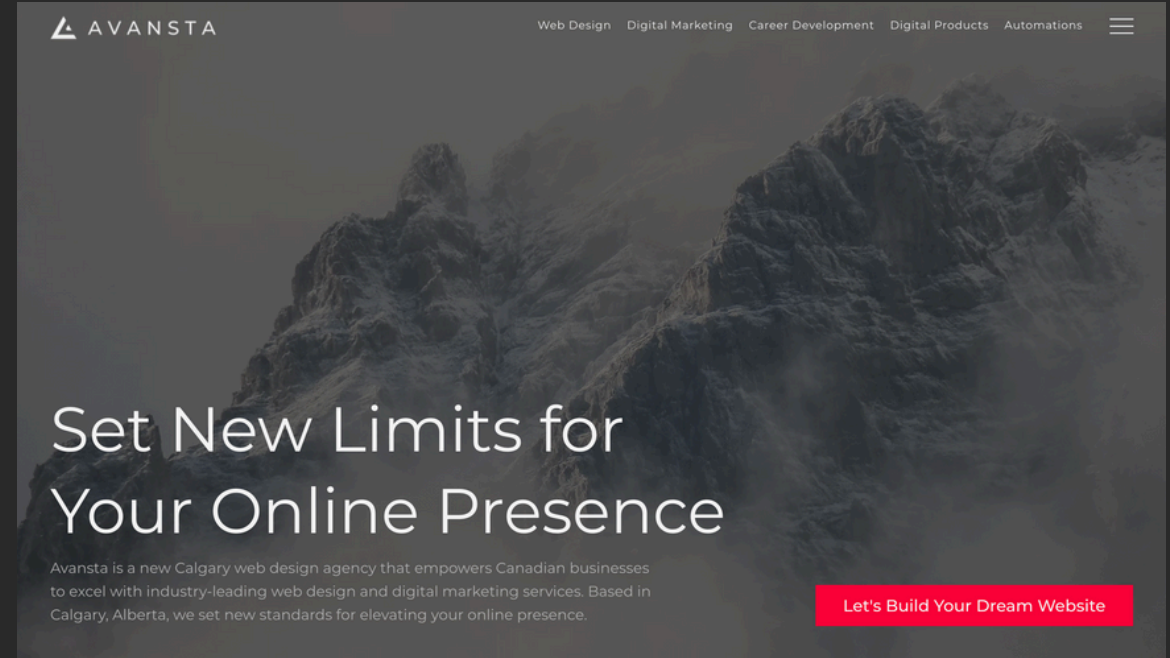 AVANSTA
Web Design Digital Marketing Career Development Digital Products Automations
Set New Limits for
Your Online Presence
Avansta is a new Calgary web design agency that empowers Canadian businesses
to excel with industry-leading web design and digital marketing services. Based in
Calgary, Alberta, we set new standards for elevating your online presence.
Let's Build Your Dream Website